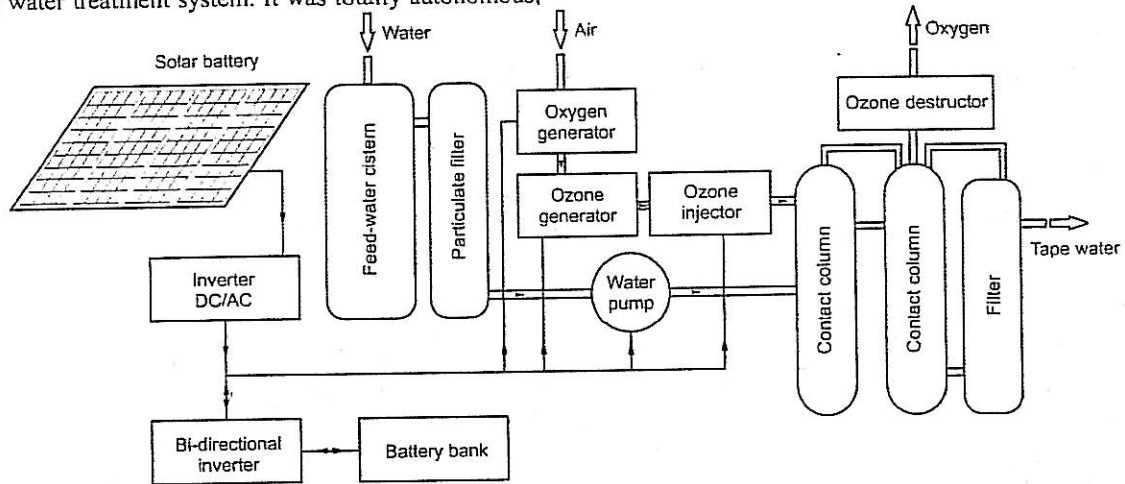 water treatment system. It was totally autonomous,
Water
Air
Oxygen
Solar battery
Feed-water cistern
Particulate filter
Oxygen
generator
Ozone destructor
Ozone
generator
Ozone
injector
Contact column
Contact column
Filter
Tape water
Inverter
DC/AC
Water
pump
Bi-directional
inverter
Battery bank